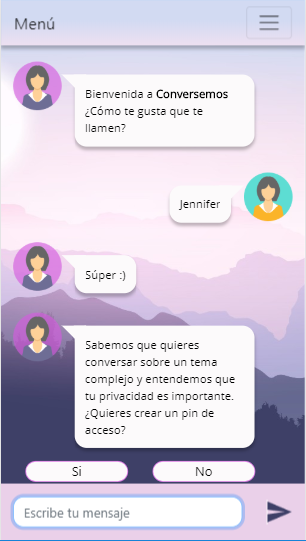 Menú
Bienvenida a Conversemos
¿Cómo te gusta que te
llamen?
Jennifer
Súper :)
Sabemos que quieres
conversar sobre un tema
complejo y entendemos que
tu privacidad es importante.
¿Quieres crear un pin de
acceso?
Si No
Escribe tu mensaje